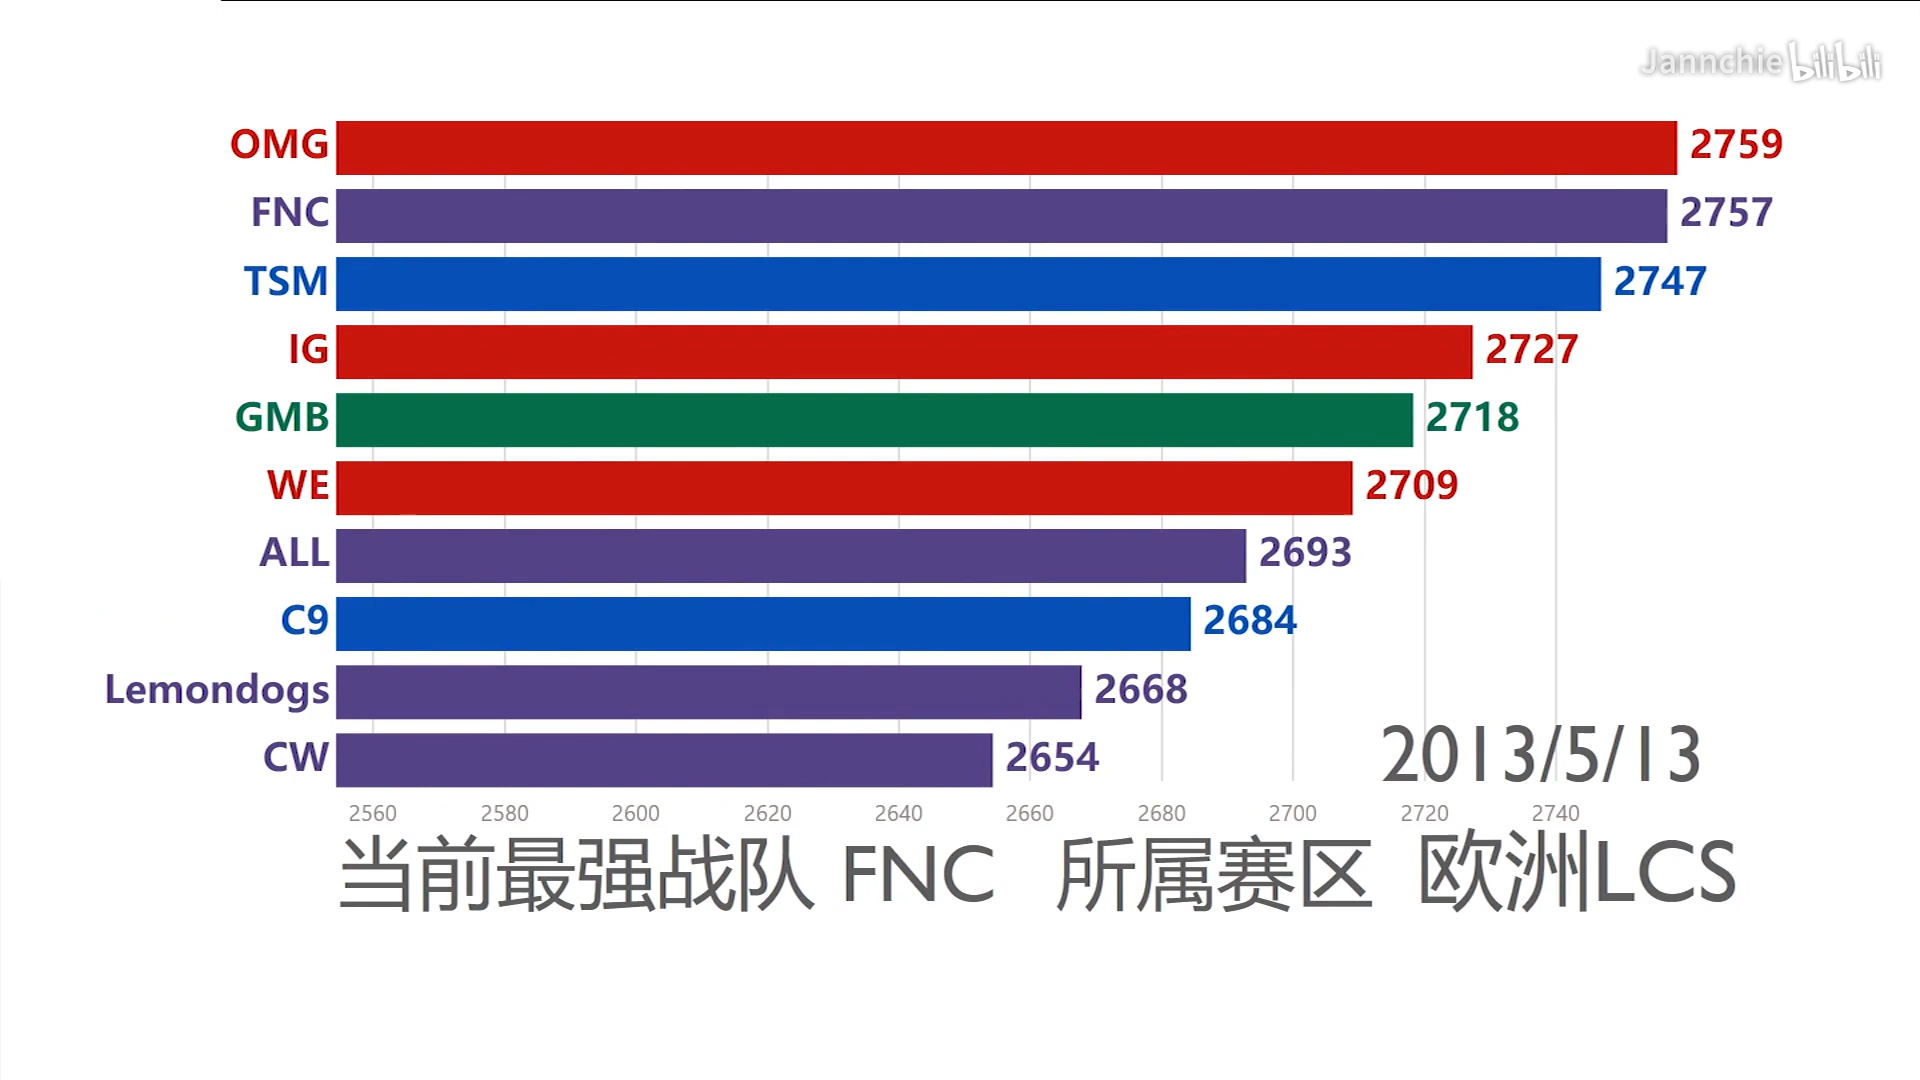 Jannchie bilibili
OMG 2759
FNC 2757
TSM 2747
IG 2727
GMB 2718
WE 2709
ALL 2693
C9 2684
Lemondogs 2668
CW 2654
2013/5/13
2560 2580 2600 2620 2640 2660 2680 2700 2720 2740
当前最强战队 FNC 所属赛区 欧洲LCS